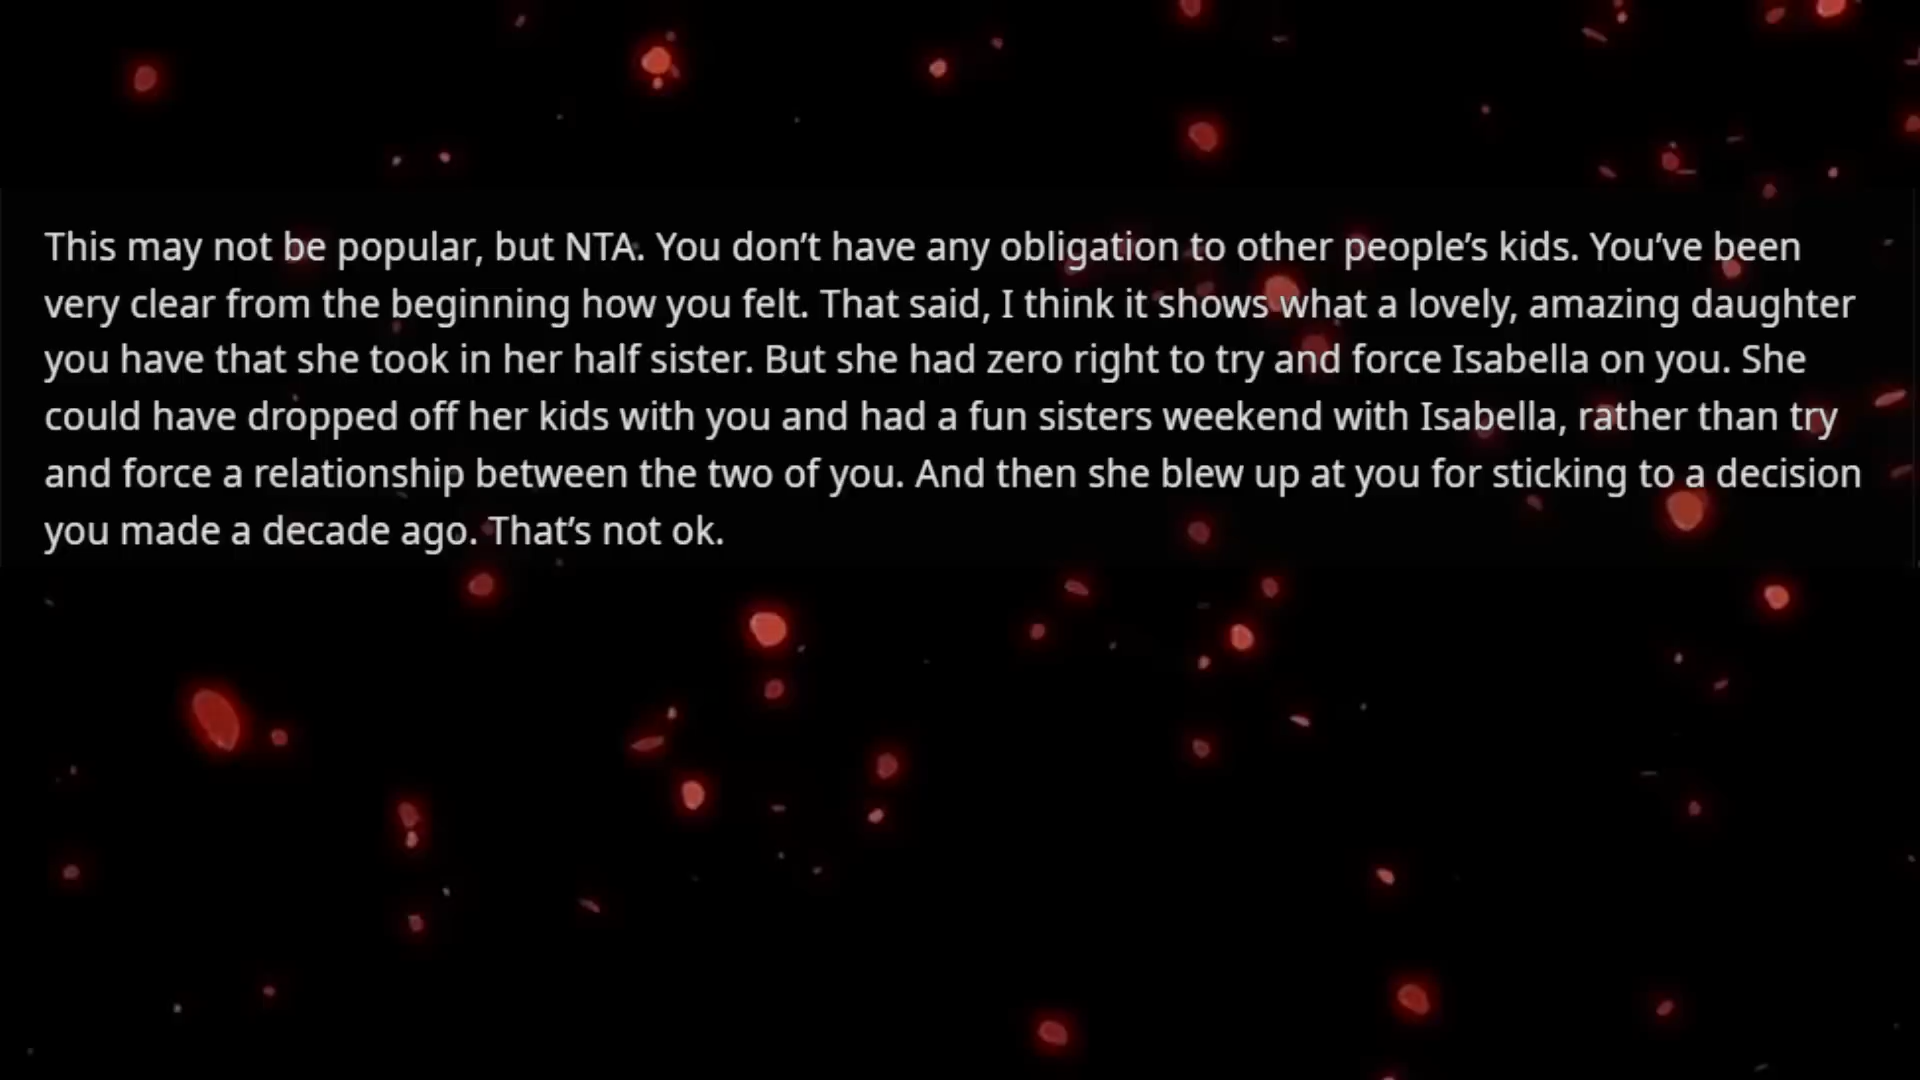 This may not be popular, but NTA. You don’t have any obligation to other people’s kids. You’ve been
very clear from the beginning how you felt. That said, I think it shows what a lovely, amazing daughter
you have that she took in her half sister. But she had zero right to try and force Isabella on you. She
could have dropped off her kids with you and had a fun sisters weekend with Isabella, rather than try
and force a relationship between the two of you. And then she blew up at you for sticking to a decision
you made a decade ago. That’s not ok.